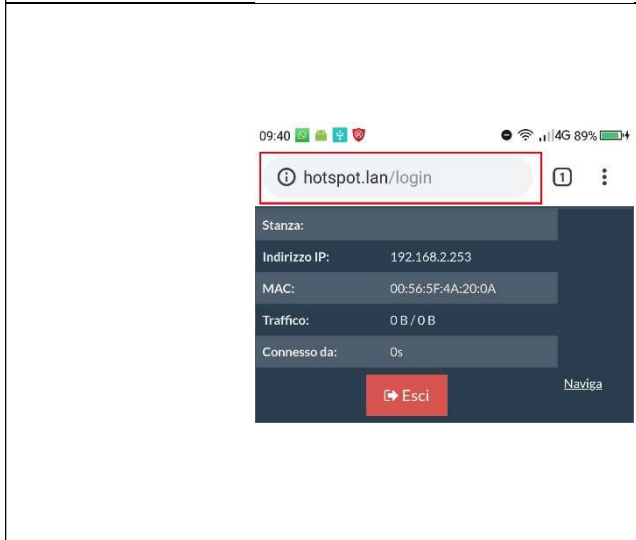 09:40 4G 89%
hotspot.lan/login 1
Stanza:
Indirizzo IP: 192.168.2.253
MAC: 00:56:5F:4A:20:0A
Traffico: 0 B / 0 B
Connesso da: 0s
Esci
Naviga